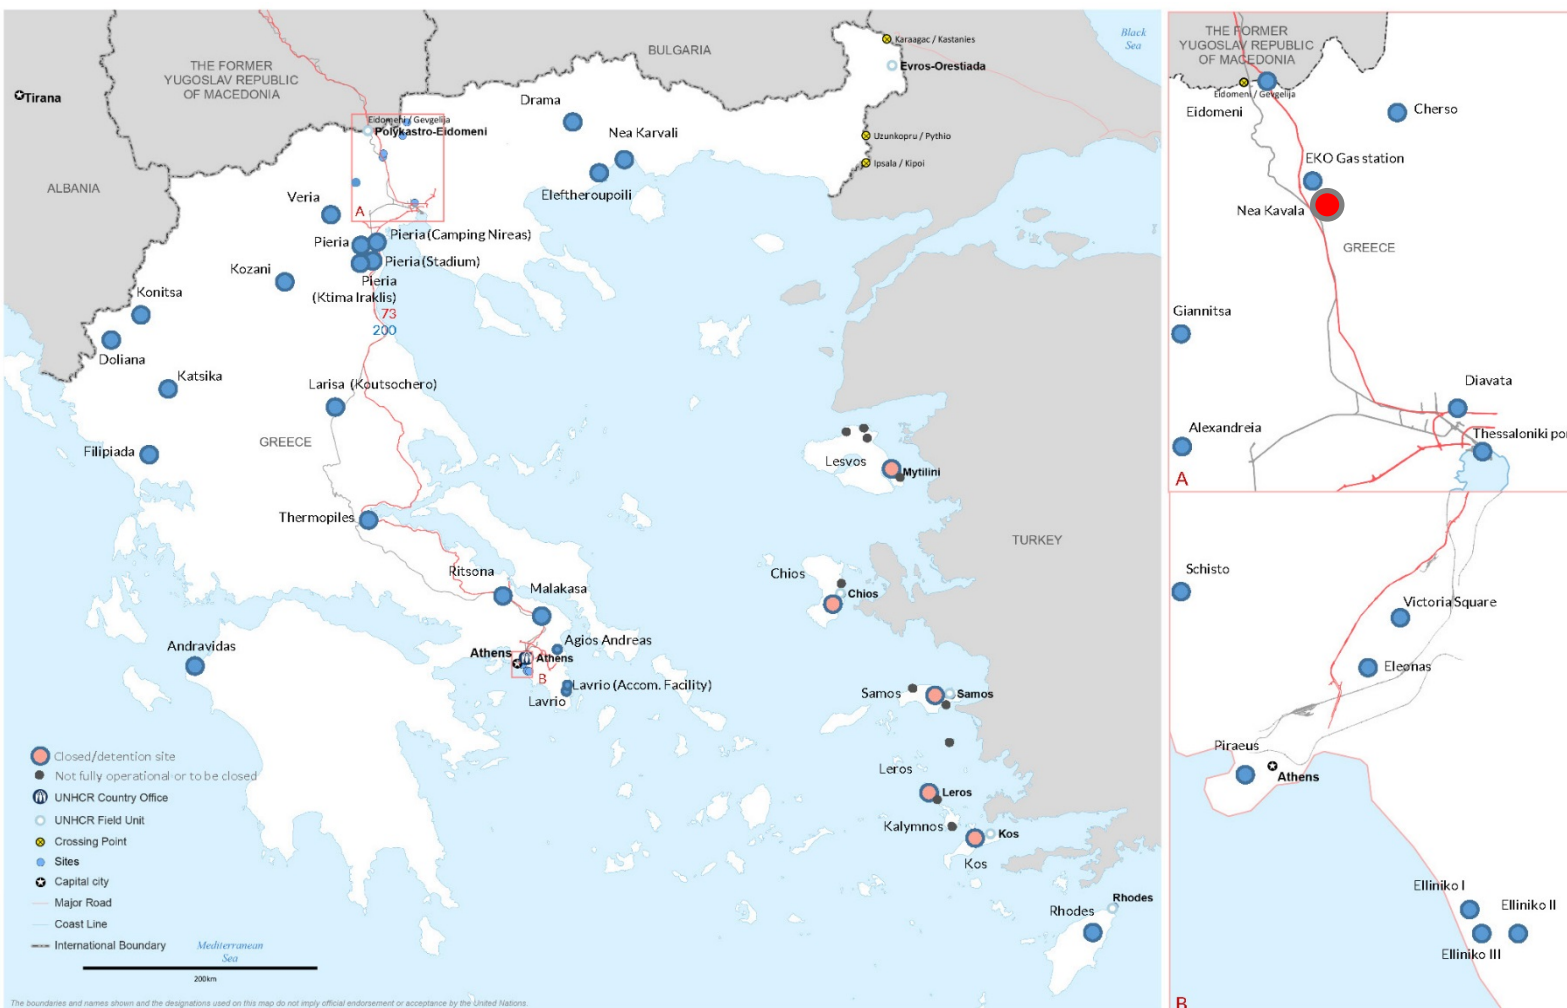 THE FORMER
YUGOSLAV REPUBLIC
OF MACEDONIA
BULGARIA
Black
Sea
Karaagac / Kastanies
Evros-Orestiada
Tirana
Drama
Eidomeni / Gevgelija
Polykastro-Eidomeni
Nea Karvali
Uzunkopru / Pythio
Ipsala / Kipoi
ALBANIA
Veria
A
Eleftheroupoili
Pieria
Pieria (Camping Nireas)
Pieria (Stadium)
Kozani
Pieria
(Ktima Iraklis)
Konitsa
73
200
Doliana
Katsika
Larisa (Koutsochero)
GREECE
Filipiada
Lesvos
Mytilini
Thermopiles
TURKEY
Ritsona
Malakasa
Chios
Chios
Andravidas
Agios Andreas
Athens
Athens
B
Lavrio (Accom. Facility)
Lavrio
Samos
Samos
Leros
Leros
Kalymnos
Kos
Kos
Rhodes
Rhodes
Closed/detention site
Not fully operational or to be closed
UNHCR Country Office
UNHCR Field Unit
Crossing Point
Sites
Capital city
Major Road
Coast Line
International Boundary
Mediterranean
Sea
200km
The boundaries and names shown and the designations used on this map do not imply official endorsement or acceptance by the United Nations.
THE FORMER
YUGOSLAV REPUBLIC
OF MACEDONIA
Eidomeni / Gevgelija
Eidomeni
Cherso
EKO Gas station
Nea Kavala
GREECE
Giannitsa
Diavata
Alexandreia
Thessaloniki por
A
Schisto
Victoria Square
Eleonas
Piraeus
Athens
Elliniko I
Elliniko II
Elliniko III
B